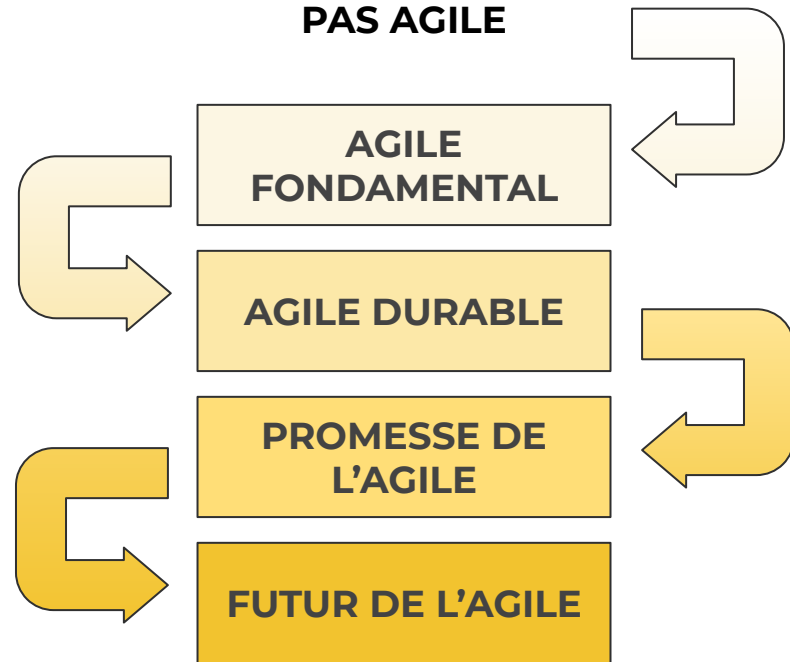 PAS AGILE
AGILE
FONDAMENTAL
AGILE DURABLE
PROMESSE DE
L’AGILE
FUTUR DE L’AGILE